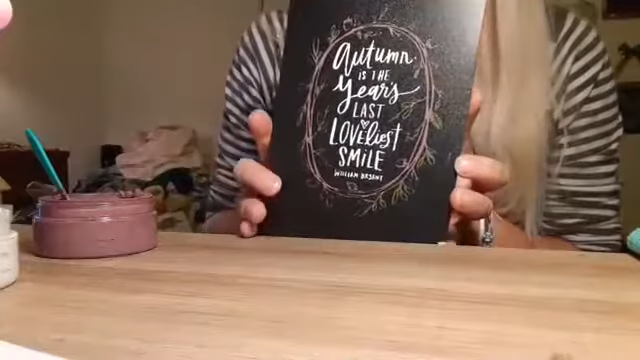 Autumn
IS THE
Years
LAST
LOVELiest
SMILE
WILLIAM BRYANT